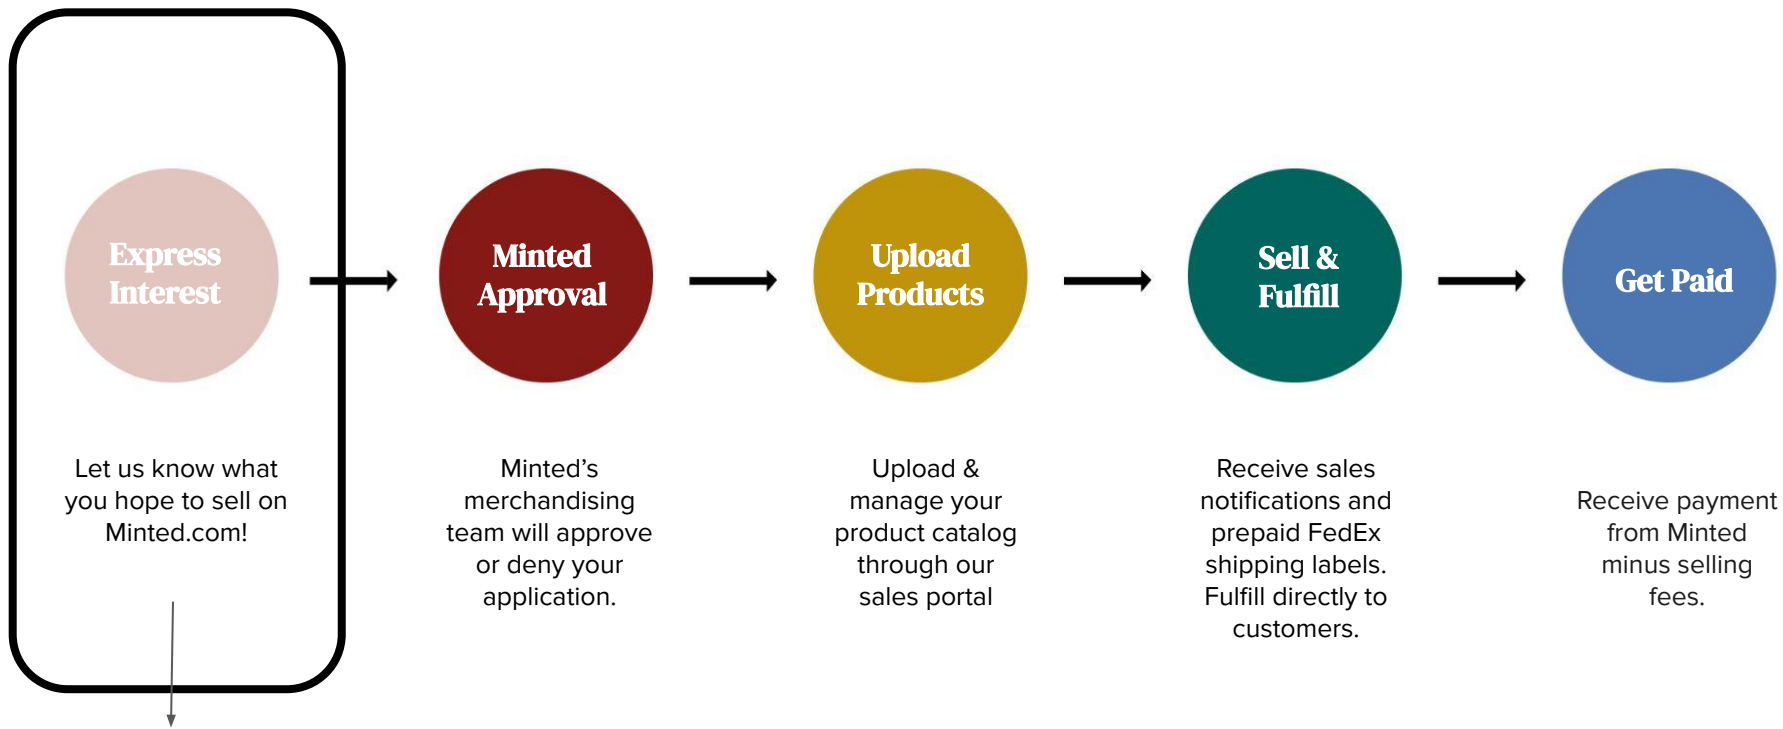 Express
Interest
Minted
Approval
Upload
Products
Sell &
Fulfill
Get Paid
Let us know what
you hope to sell on
Minted.com!
Minted’s
merchandising
team will approve
or deny your
application.
Upload &
manage your
product catalog
through our
sales portal
Receive sales
notifications and
prepaid FedEx
shipping labels.
Fulfill directly to
customers.
Receive payment
from Minted
minus selling
fees.